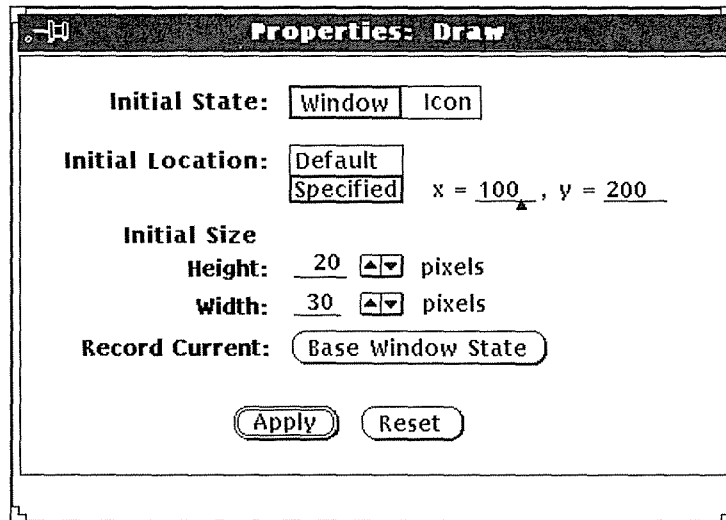 Properties: Draw
Initial State: Window Icon
Initial Location: Default
Specified x = 100 , y = 200
Initial Size
Height: 20 pixels
Width: 30 pixels
Record Current: Base Window State
Apply Reset